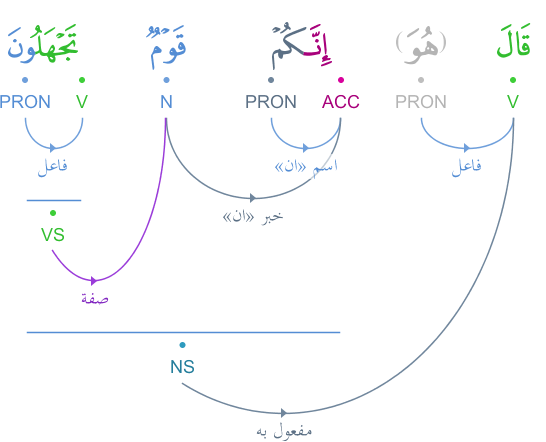 قَالَ (هُوَ) إِنَّكُمْ قَوْمٌ تَجْهَلُونَ
V PRON ACC PRON N V PRON
فاعل اسم «ان» فاعل
خبر «ان»
VS
صفة
NS
مفعول به